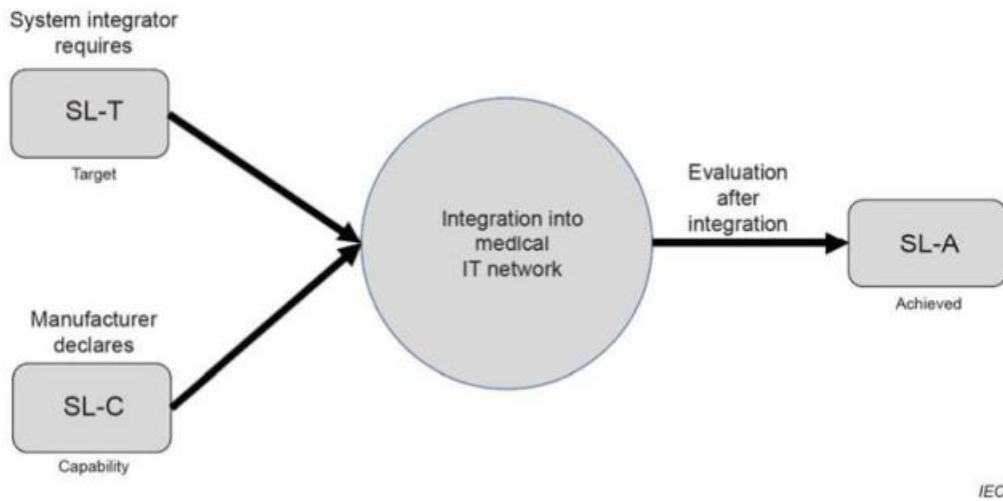 System integrator
requires
SL-T
Target
Manufacturer
declares
SL-C
Capability
Integration into
medical
IT network
Evaluation
after
integration
SL-A
Achieved
IEC